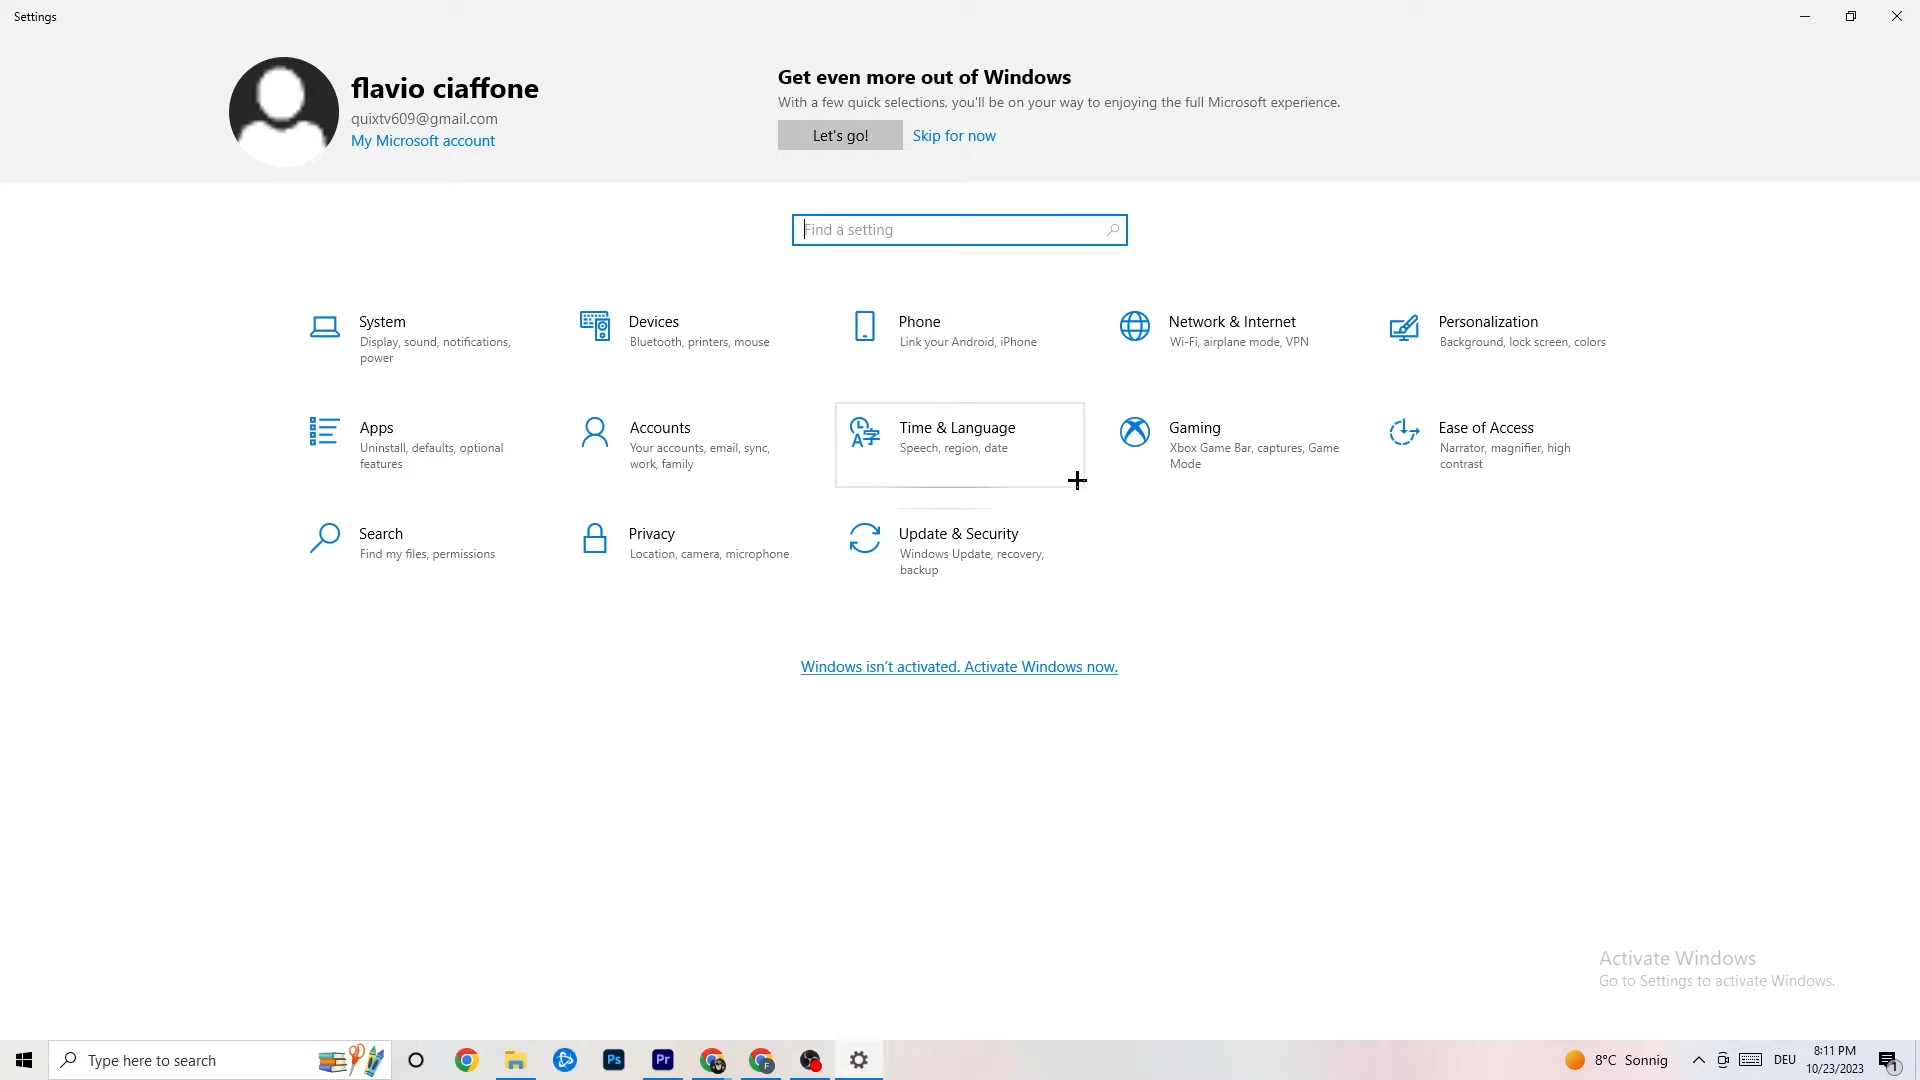 Settings
flavio ciaffone
quixtv609@gmail.com
My Microsoft account
Get even more out of Windows
With a few quick selections, you'll be on your way to enjoying the full Microsoft experience.
Let's go!
Skip for now
Find a setting
System
Display, sound, notifications,
power
Devices
Bluetooth, printers, mouse
Phone
Link your Android, iPhone
Network & Internet
Wi-Fi, airplane mode, VPN
Personalization
Background, lock screen, colors
Apps
Uninstall, defaults, optional
features
Accounts
Your accounts, email, sync,
work, family
Time & Language
Speech, region, date
Gaming
Xbox Game Bar, captures, Game
Mode
Ease of Access
Narrator, magnifier, high
contrast
Search
Find my files, permissions
Privacy
Location, camera, microphone
Update & Security
Windows Update, recovery,
backup
Windows isn't activated. Activate Windows now.
Activate Windows
Go to Settings to activate Windows.
Type here to search
Ps
Pr
F
8°C Sonnig
DEU
8:11 PM
10/23/2023
1